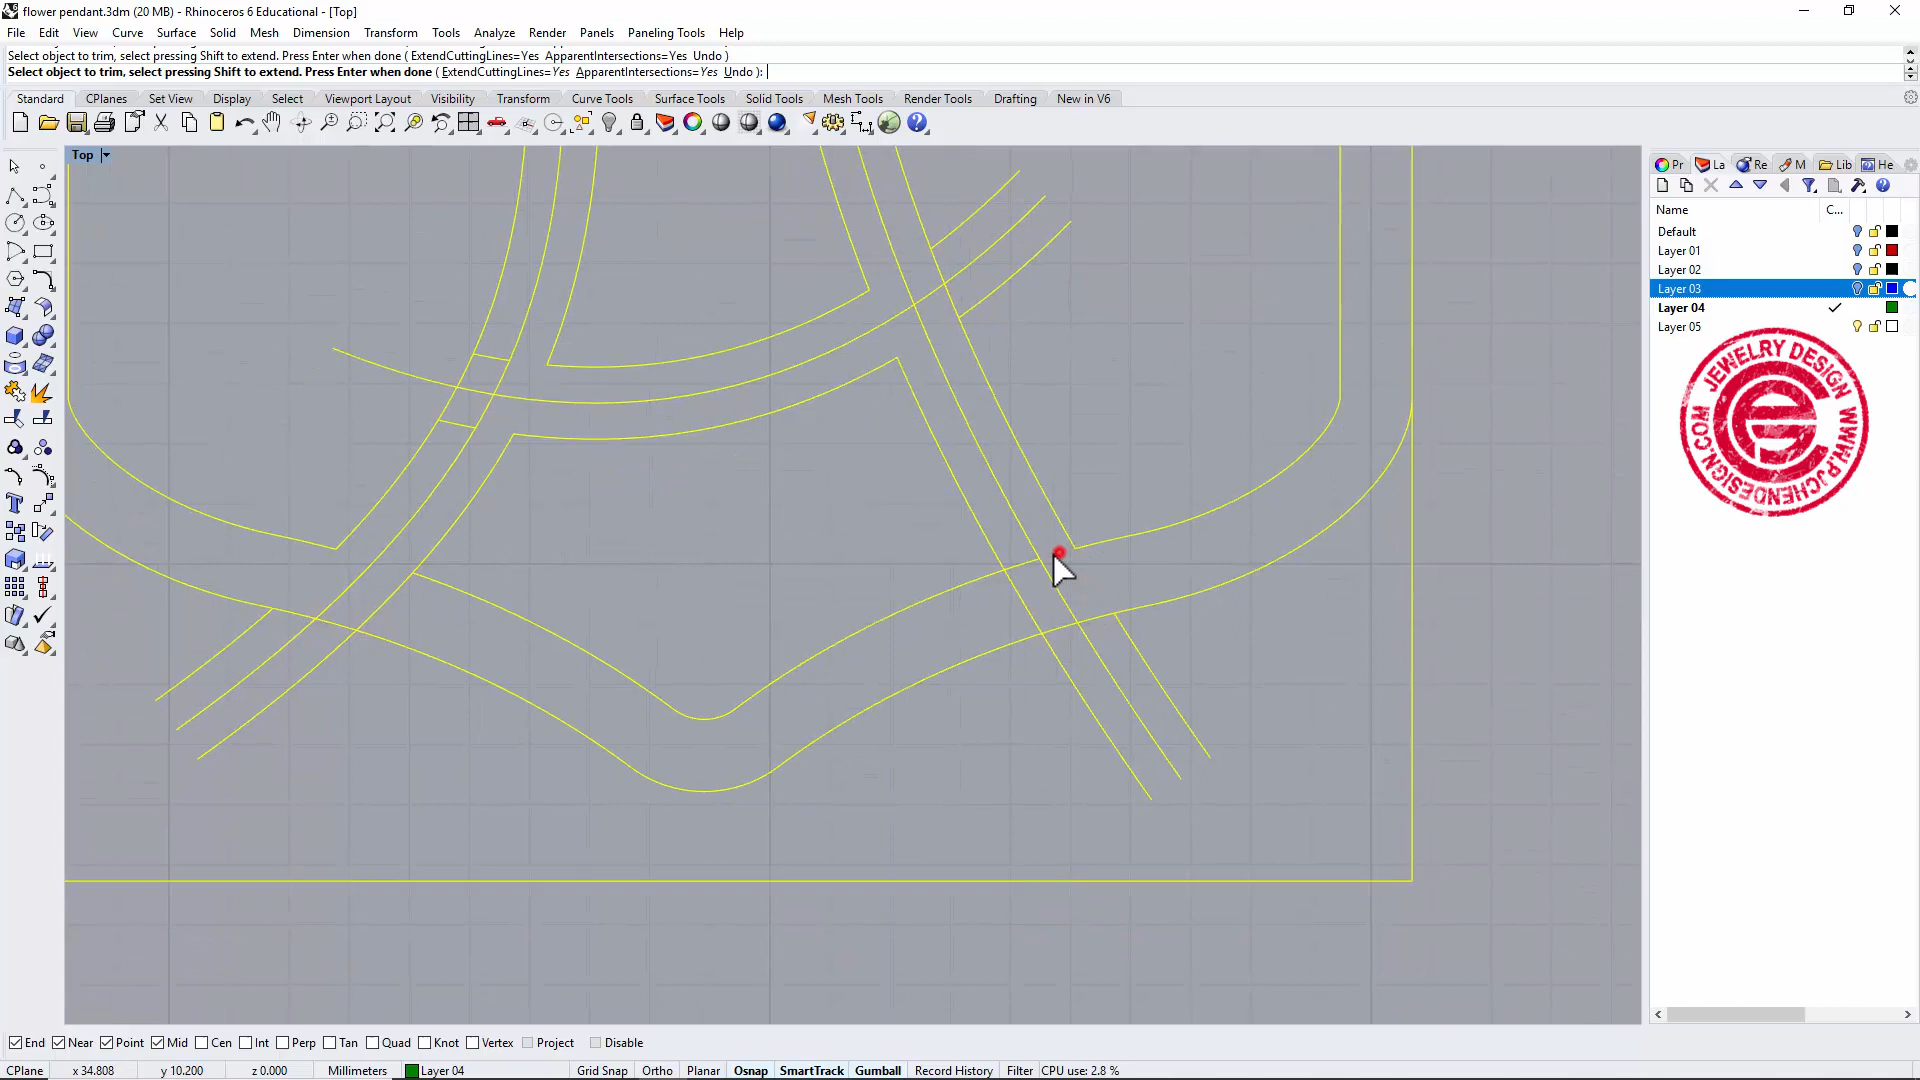 flower pendant.3dm (20 MB) - Rhinoceros 6 Educational - [Top]
File Edit View Curve Surface Solid Mesh Dimension Transform Tools Analyze Render Panels Paneling Tools Help
Select object to trim, select pressing Shift to extend. Press Enter when done ( ExtendCuttingLines=Yes ApparentIntersections=Yes Undo )
Select object to trim, select pressing Shift to extend. Press Enter when done ( ExtendCuttingLines=Yes ApparentIntersections=Yes Undo ):
Standard CPlanes Set View Display Select Viewport Layout Visibility Transform Curve Tools Surface Tools Solid Tools Mesh Tools Render Tools Drafting New in V6
Top
Pr La Re M Lib He
Name C...
Default
Layer 01
Layer 02
Layer 03
Layer 04
Layer 05
JEWELRY DESIGN WWW.PJCHENDESIGN.COM
End Near Point Mid Cen Int Perp Tan Quad Knot Vertex Project Disable
CPlane x 34.808 y 10.200 z 0.000 Millimeters Layer 04 Grid Snap Ortho Planar Osnap SmartTrack Gumball Record History Filter CPU use: 2.8 %